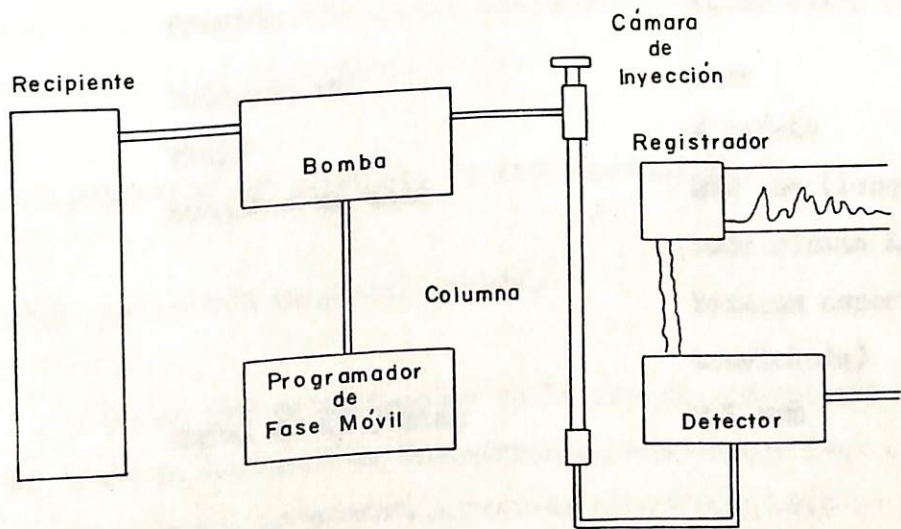 Recipiente
Bomba
Programador
de
Fase Móvil
Columna
Cámara
de
Inyección
Registrador
Detector